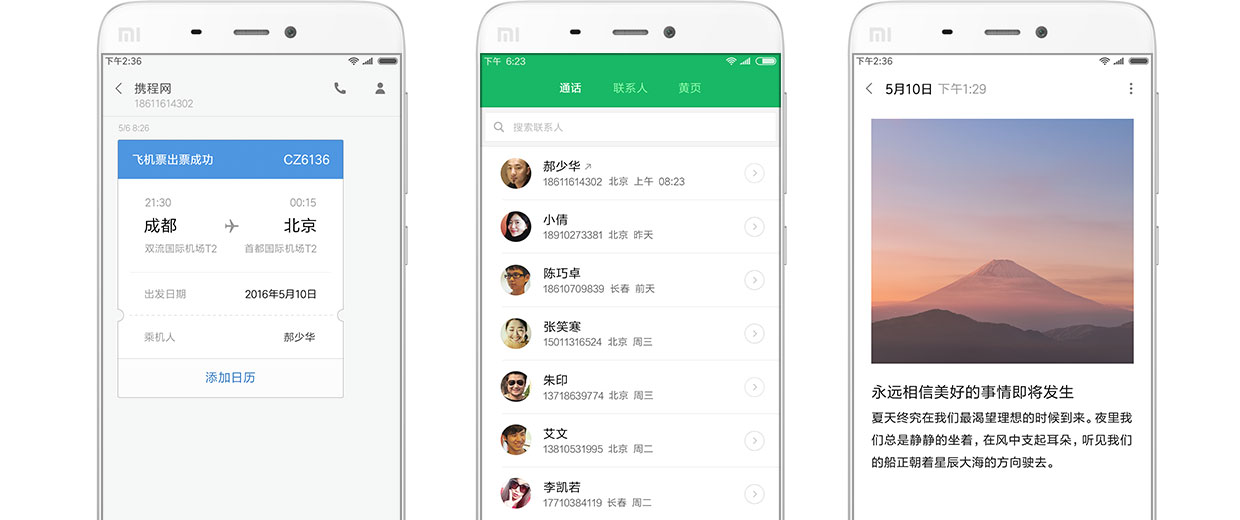 MI
下午2:36
携程网
18611614302
5/6 8:26
飞机票出票成功 CZ6136
21:30 00:15
成都 北京
双流国际机场T2 首都国际机场T2
出发日期 2016年5月10日
乘机人 郝少华
添加日历
MI
下午 6:23
通话 联系人 黄页
搜索联系人
郝少华
18611614302 北京 上午 08:23
小倩
18910273381 北京 昨天
陈巧卓
18610709839 长春 前天
张笑寒
15011316524 北京 周三
朱印
13718639774 北京 周三
艾文
13810531995 北京 周二
李凯若
17710384119 长春 周二
MI
下午2:36
5月10日 下午1:29
永远相信美好的事情即将发生
夏天终究在我们最渴望理想的时候到来。夜里我
们总是静静的坐着，在风中支起耳朵，听见我们
的船正朝着星辰大海的方向驶去。